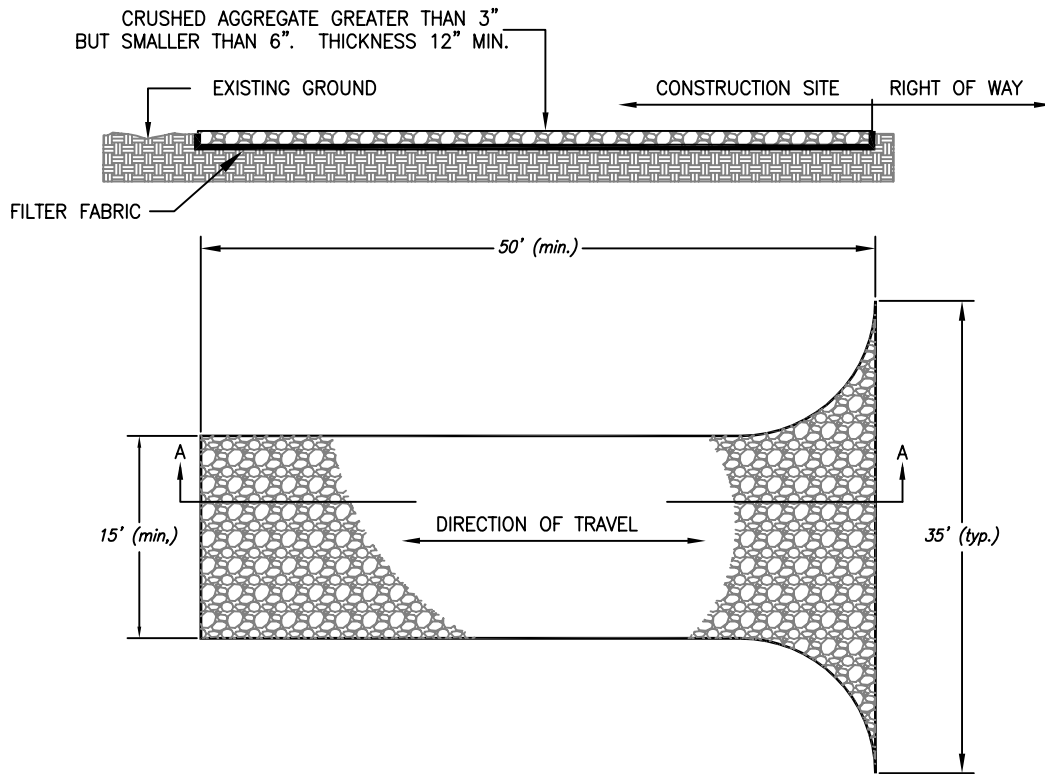 CRUSHED AGGREGATE GREATER THAN 3”
BUT SMALLER THAN 6”. THICKNESS 12” MIN.
EXISTING GROUND
CONSTRUCTION SITE
RIGHT OF WAY
FILTER FABRIC
50' (min.)
A
A
15' (min,)
DIRECTION OF TRAVEL
35' (typ.)